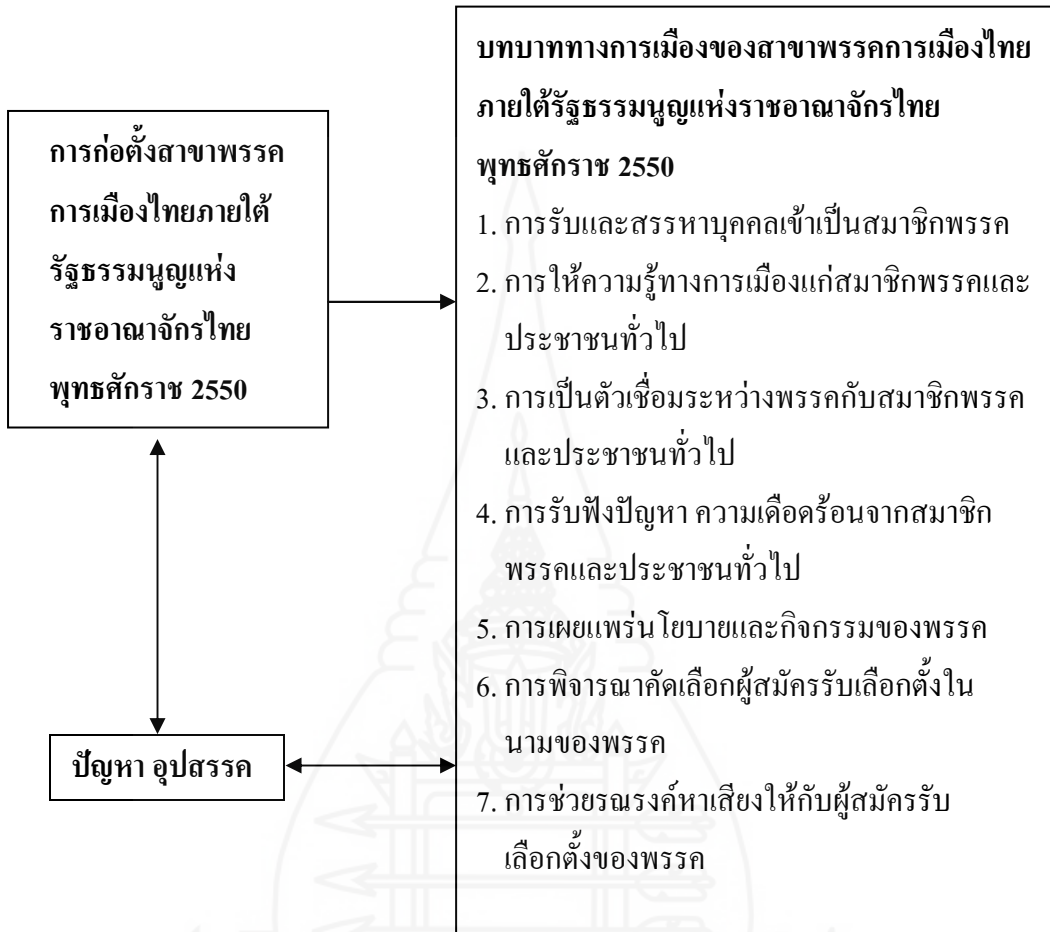 การก่อตั้งสาขาพรรค
การเมืองไทยภายใต้
รัฐธรรมนูญแห่ง
ราชอาณาจักรไทย
พุทธศักราช 2550
ปัญหา อุปสรรค
บทบาททางการเมืองของสาขาพรรคการเมืองไทย
ภายใต้รัฐธรรมนูญแห่งราชอาณาจักรไทย
พุทธศักราช 2550
1. การรับและสรรหาบุคคลเข้าเป็นสมาชิกพรรค
2. การให้ความรู้ทางการเมืองแก่สมาชิกพรรคและ
ประชาชนทั่วไป
3. การเป็นตัวเชื่อมระหว่างพรรคกับสมาชิกพรรค
และประชาชนทั่วไป
4. การรับฟังปัญหา ความเดือดร้อนจากสมาชิก
พรรคและประชาชนทั่วไป
5. การเผยแพร่นโยบายและกิจกรรมของพรรค
6. การพิจารณาคัดเลือกผู้สมัครรับเลือกตั้งใน
นามของพรรค
7. การช่วยรณรงค์หาเสียงให้กับผู้สมัครรับ
เลือกตั้งของพรรค